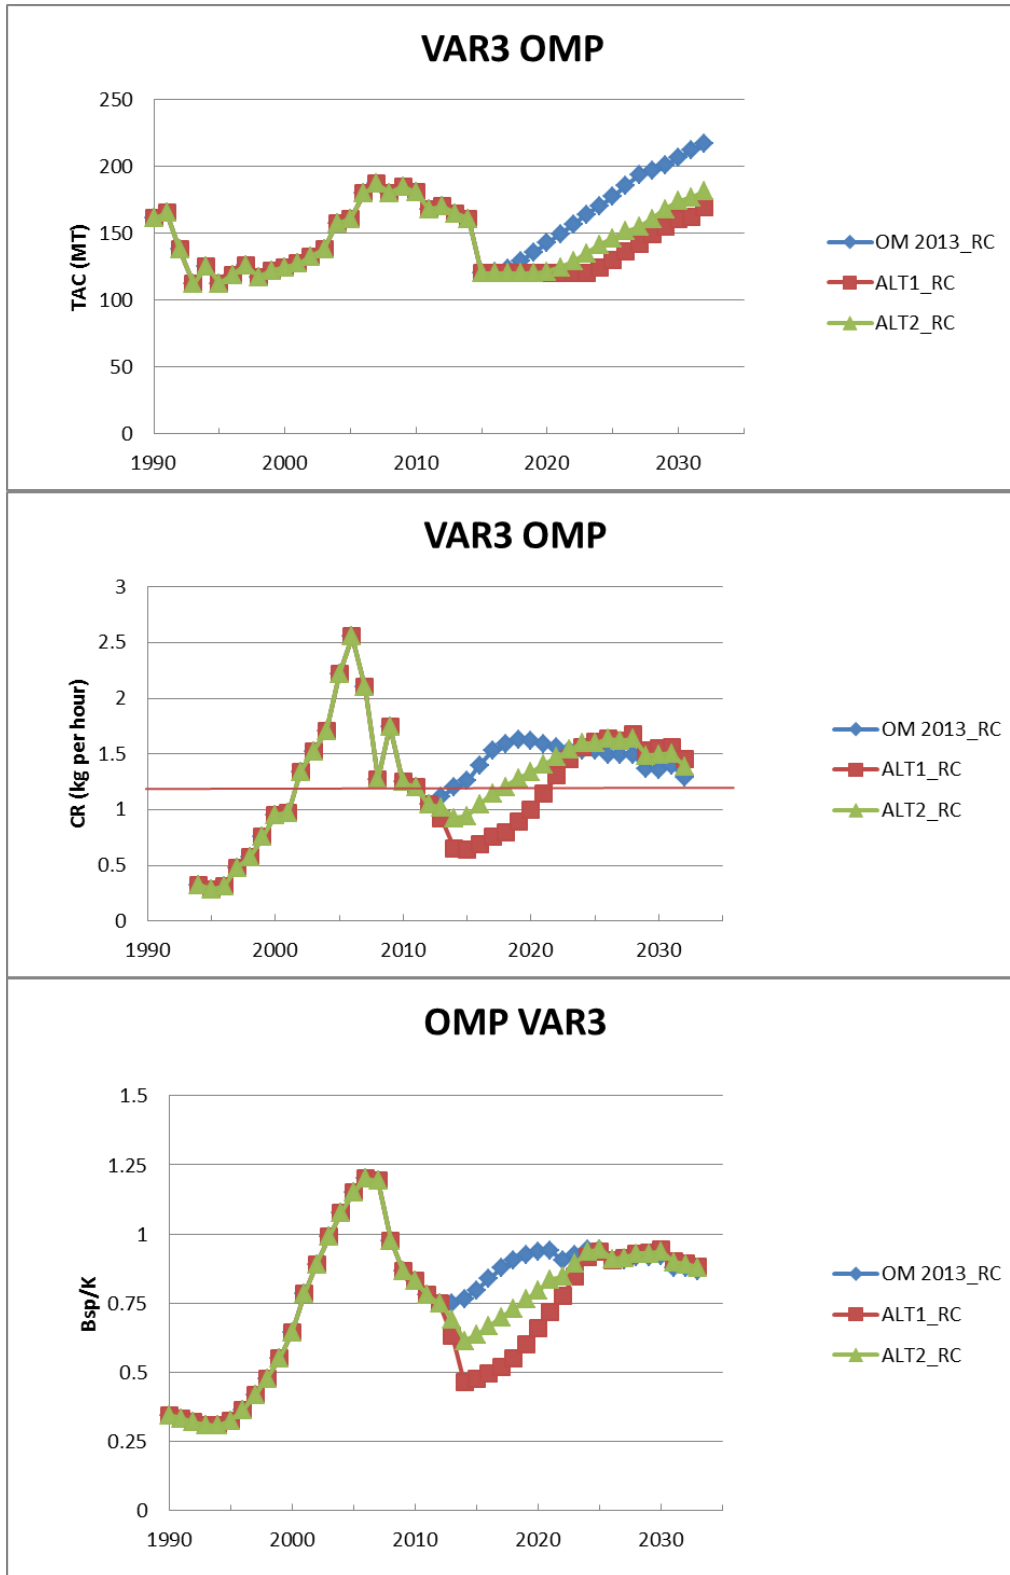 VAR3 OMP
TAC (MT)
250
200
150
100
50
0
1990 2000 2010 2020 2030
OM 2013_RC
ALT1_RC
ALT2_RC
VAR3 OMP
CR (kg per hour)
3
2.5
2
1.5
1
0.5
0
1990 2000 2010 2020 2030
OM 2013_RC
ALT1_RC
ALT2_RC
OMP VAR3
Bsp/K
1.5
1.25
1
0.75
0.5
0.25
0
1990 2000 2010 2020 2030
OM 2013_RC
ALT1_RC
ALT2_RC